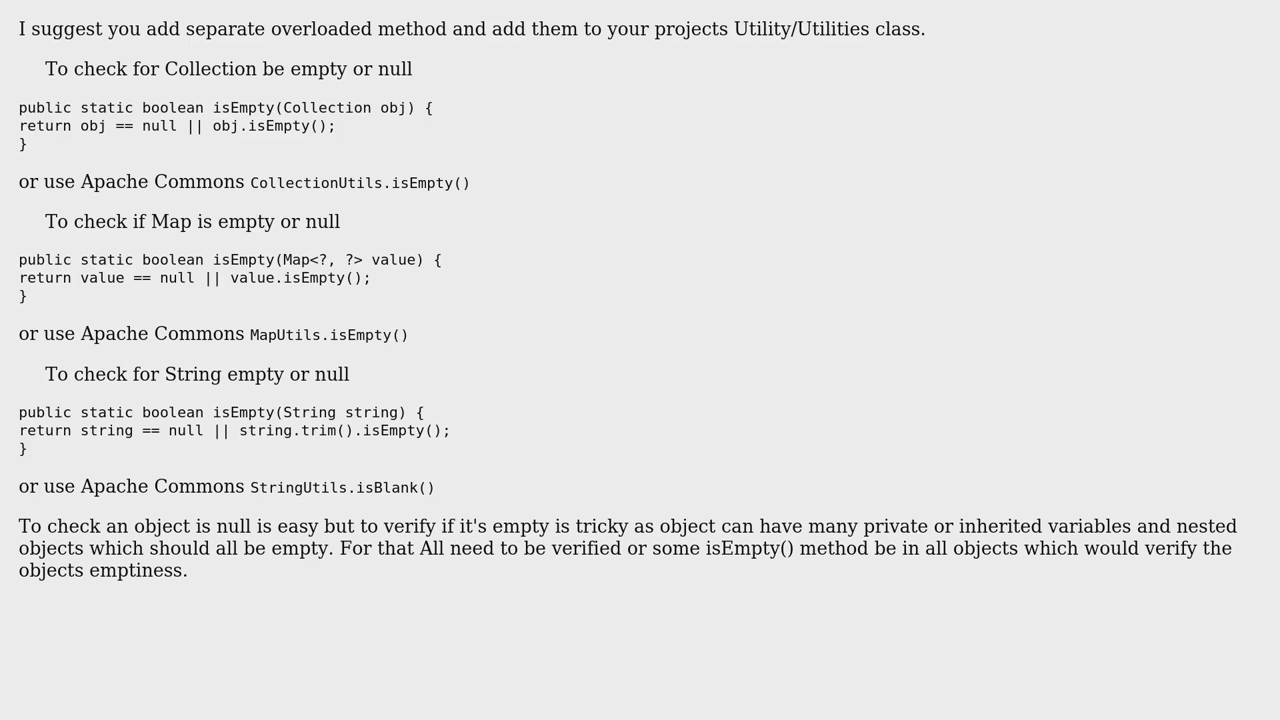 I suggest you add separate overloaded method and add them to your projects Utility/Utilities class.
To check for Collection be empty or null
public static boolean isEmpty(Collection obj) {
return obj == null || obj.isEmpty();
}
or use Apache Commons CollectionUtils.isEmpty()
To check if Map is empty or null
public static boolean isEmpty(Map<?, ?> value) {
return value == null || value.isEmpty();
}
or use Apache Commons MapUtils.isEmpty()
To check for String empty or null
public static boolean isEmpty(String string) {
return string == null || string.trim().isEmpty();
}
or use Apache Commons StringUtils.isBlank()
To check an object is null is easy but to verify if it's empty is tricky as object can have many private or inherited variables and nested
objects which should all be empty. For that All need to be verified or some isEmpty() method be in all objects which would verify the
objects emptiness.